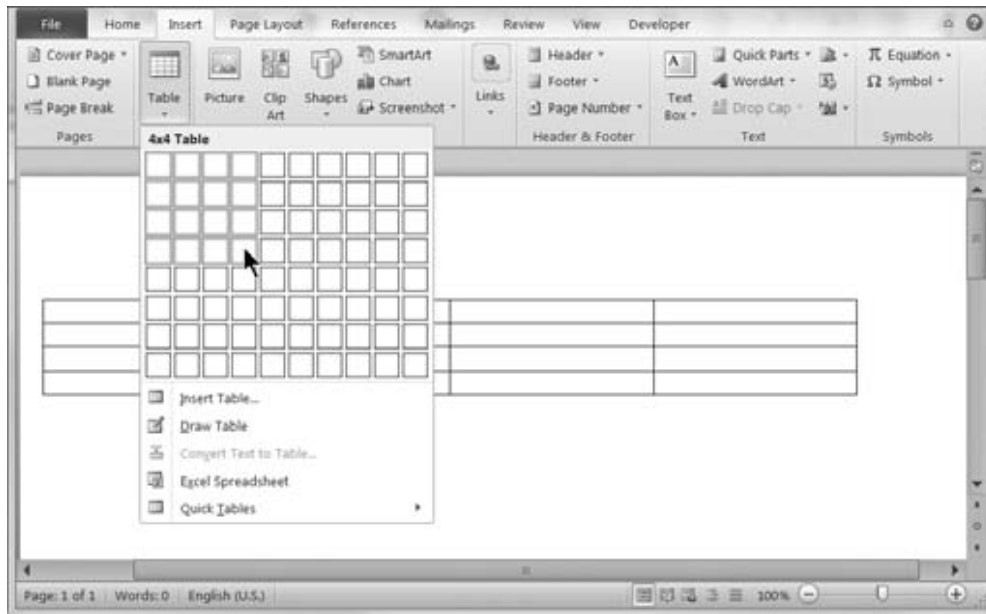 File Home Insert Page Layout References Mailings Review View Developer
Cover Page
Blank Page
Page Break
Pages
Table
Picture
Clip Art
Shapes
SmartArt
Chart
Screenshot
Links
Header
Footer
Page Number
Header & Footer
Text Box
Quick Parts
WordArt
Drop Cap
Text
Equation
Symbol
Symbols
4x4 Table
Insert Table...
Draw Table
Convert Text to Table...
Excel Spreadsheet
Quick Tables
Page: 1 of 1 Words: 0 English (U.S.) 100%